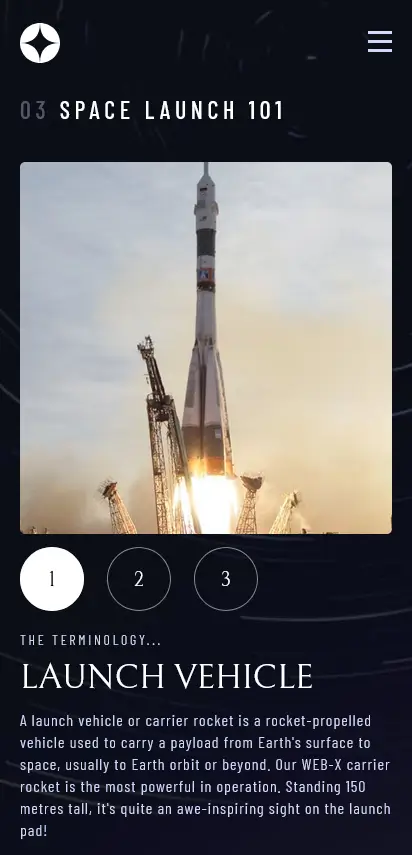 03 SPACE LAUNCH 101
1 2 3
THE TERMINOLOGY...
LAUNCH VEHICLE
A launch vehicle or carrier rocket is a rocket-propelled
vehicle used to carry a payload from Earth's surface to
space, usually to Earth orbit or beyond. Our WEB-X carrier
rocket is the most powerful in operation. Standing 150
metres tall, it's quite an awe-inspiring sight on the launch
pad!